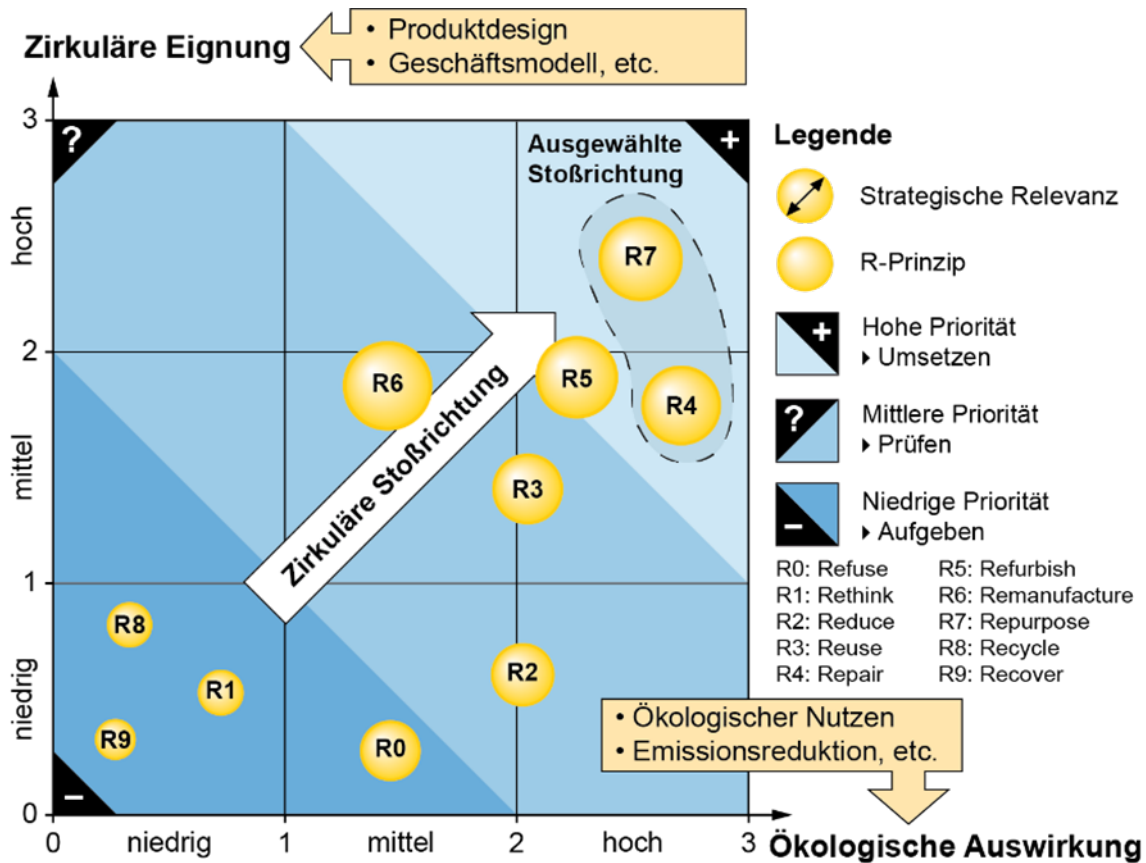 Zirkuläre Eignung
• Produktdesign
• Geschäftsmodell, etc.
3
hoch
2
mittel
1
niedrig
0
?
+
Ausgewählte
Stoßrichtung
R7
R6
R5
R4
Zirkuläre Stoßrichtung
R3
R8
R1
R2
R9
R0
–
0
niedrig
1
mittel
2
hoch
3
Legende
Strategische Relevanz
R-Prinzip
+
Hohe Priorität
▸ Umsetzen
?
Mittlere Priorität
▸ Prüfen
–
Niedrige Priorität
▸ Aufgeben
R0: Refuse
R1: Rethink
R2: Reduce
R3: Reuse
R4: Repair
R5: Refurbish
R6: Remanufacture
R7: Repurpose
R8: Recycle
R9: Recover
• Ökologischer Nutzen
• Emissionsreduktion, etc.
Ökologische Auswirkung